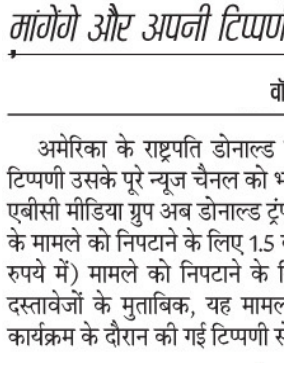 मांगेंगे और अपनी टिप्पणी
अमेरिका के राष्ट्रपति डोनाल्ड
टिप्पणी उसके पूरे न्यूज चैनल को
एबीसी मीडिया ग्रुप अब डोनाल्ड ट्रंप
के मामले को निपटाने के लिए 1.5
रुपये में) मामले को निपटाने के
दस्तावेजों के मुताबिक, यह
कार्यक्रम के दौरान की गई टिप्पणी